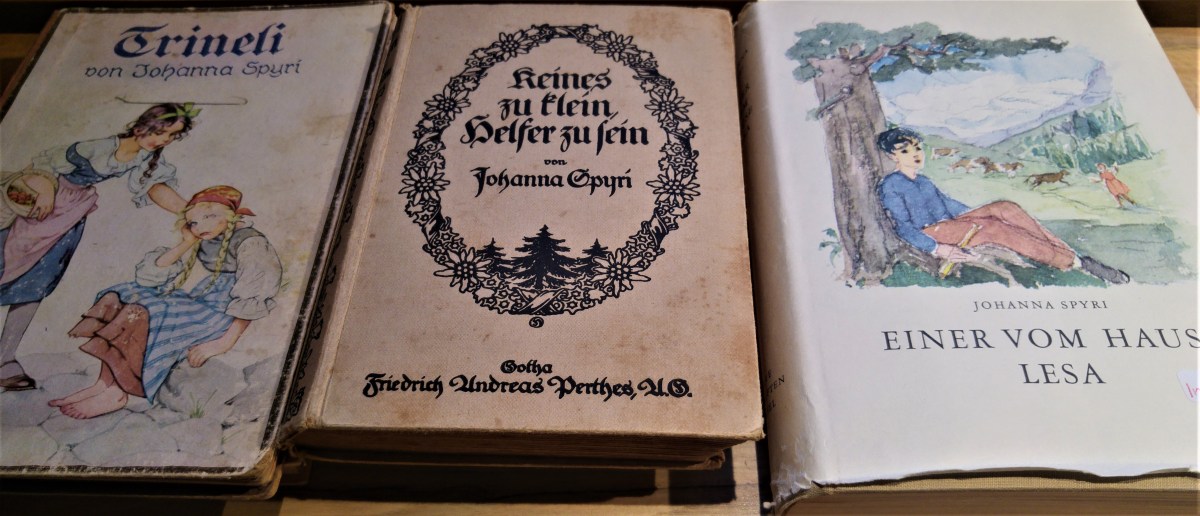 Trineli
von Johanna Spyri
Keines
zu klein,
Helfer zu sein
von
Johanna Spyri
Gotha
Friedrich Andreas Perthes, A.G.
JOHANNA SPYRI
EINER VOM HAUS
LESA